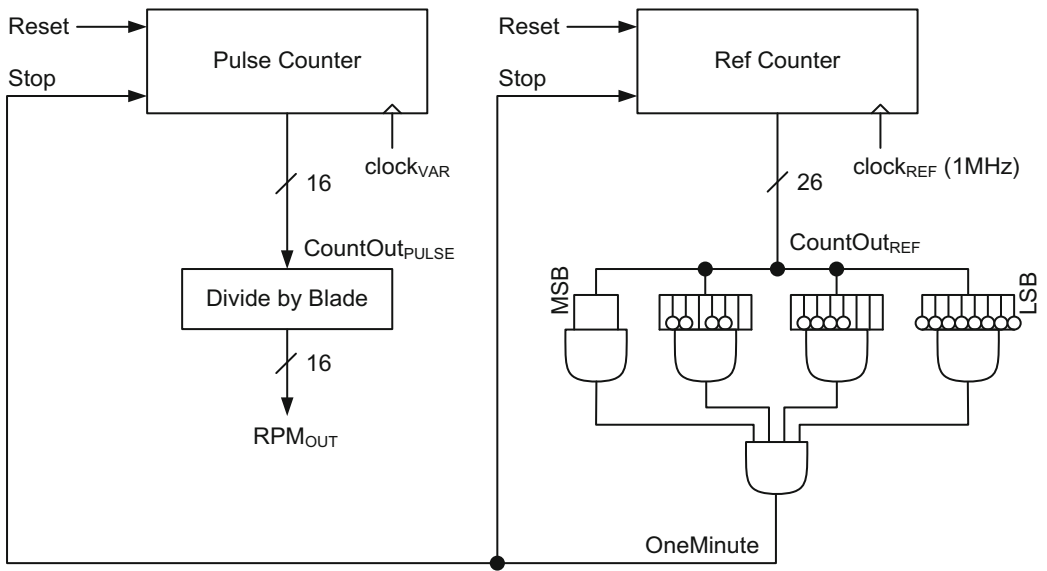 Reset
Pulse Counter
Stop
clockVAR
16
CountOutPULSE
Divide by Blade
16
RPMOUT
Reset
Ref Counter
Stop
clockREF (1MHz)
26
CountOutREF
MSB
LSB
OneMinute